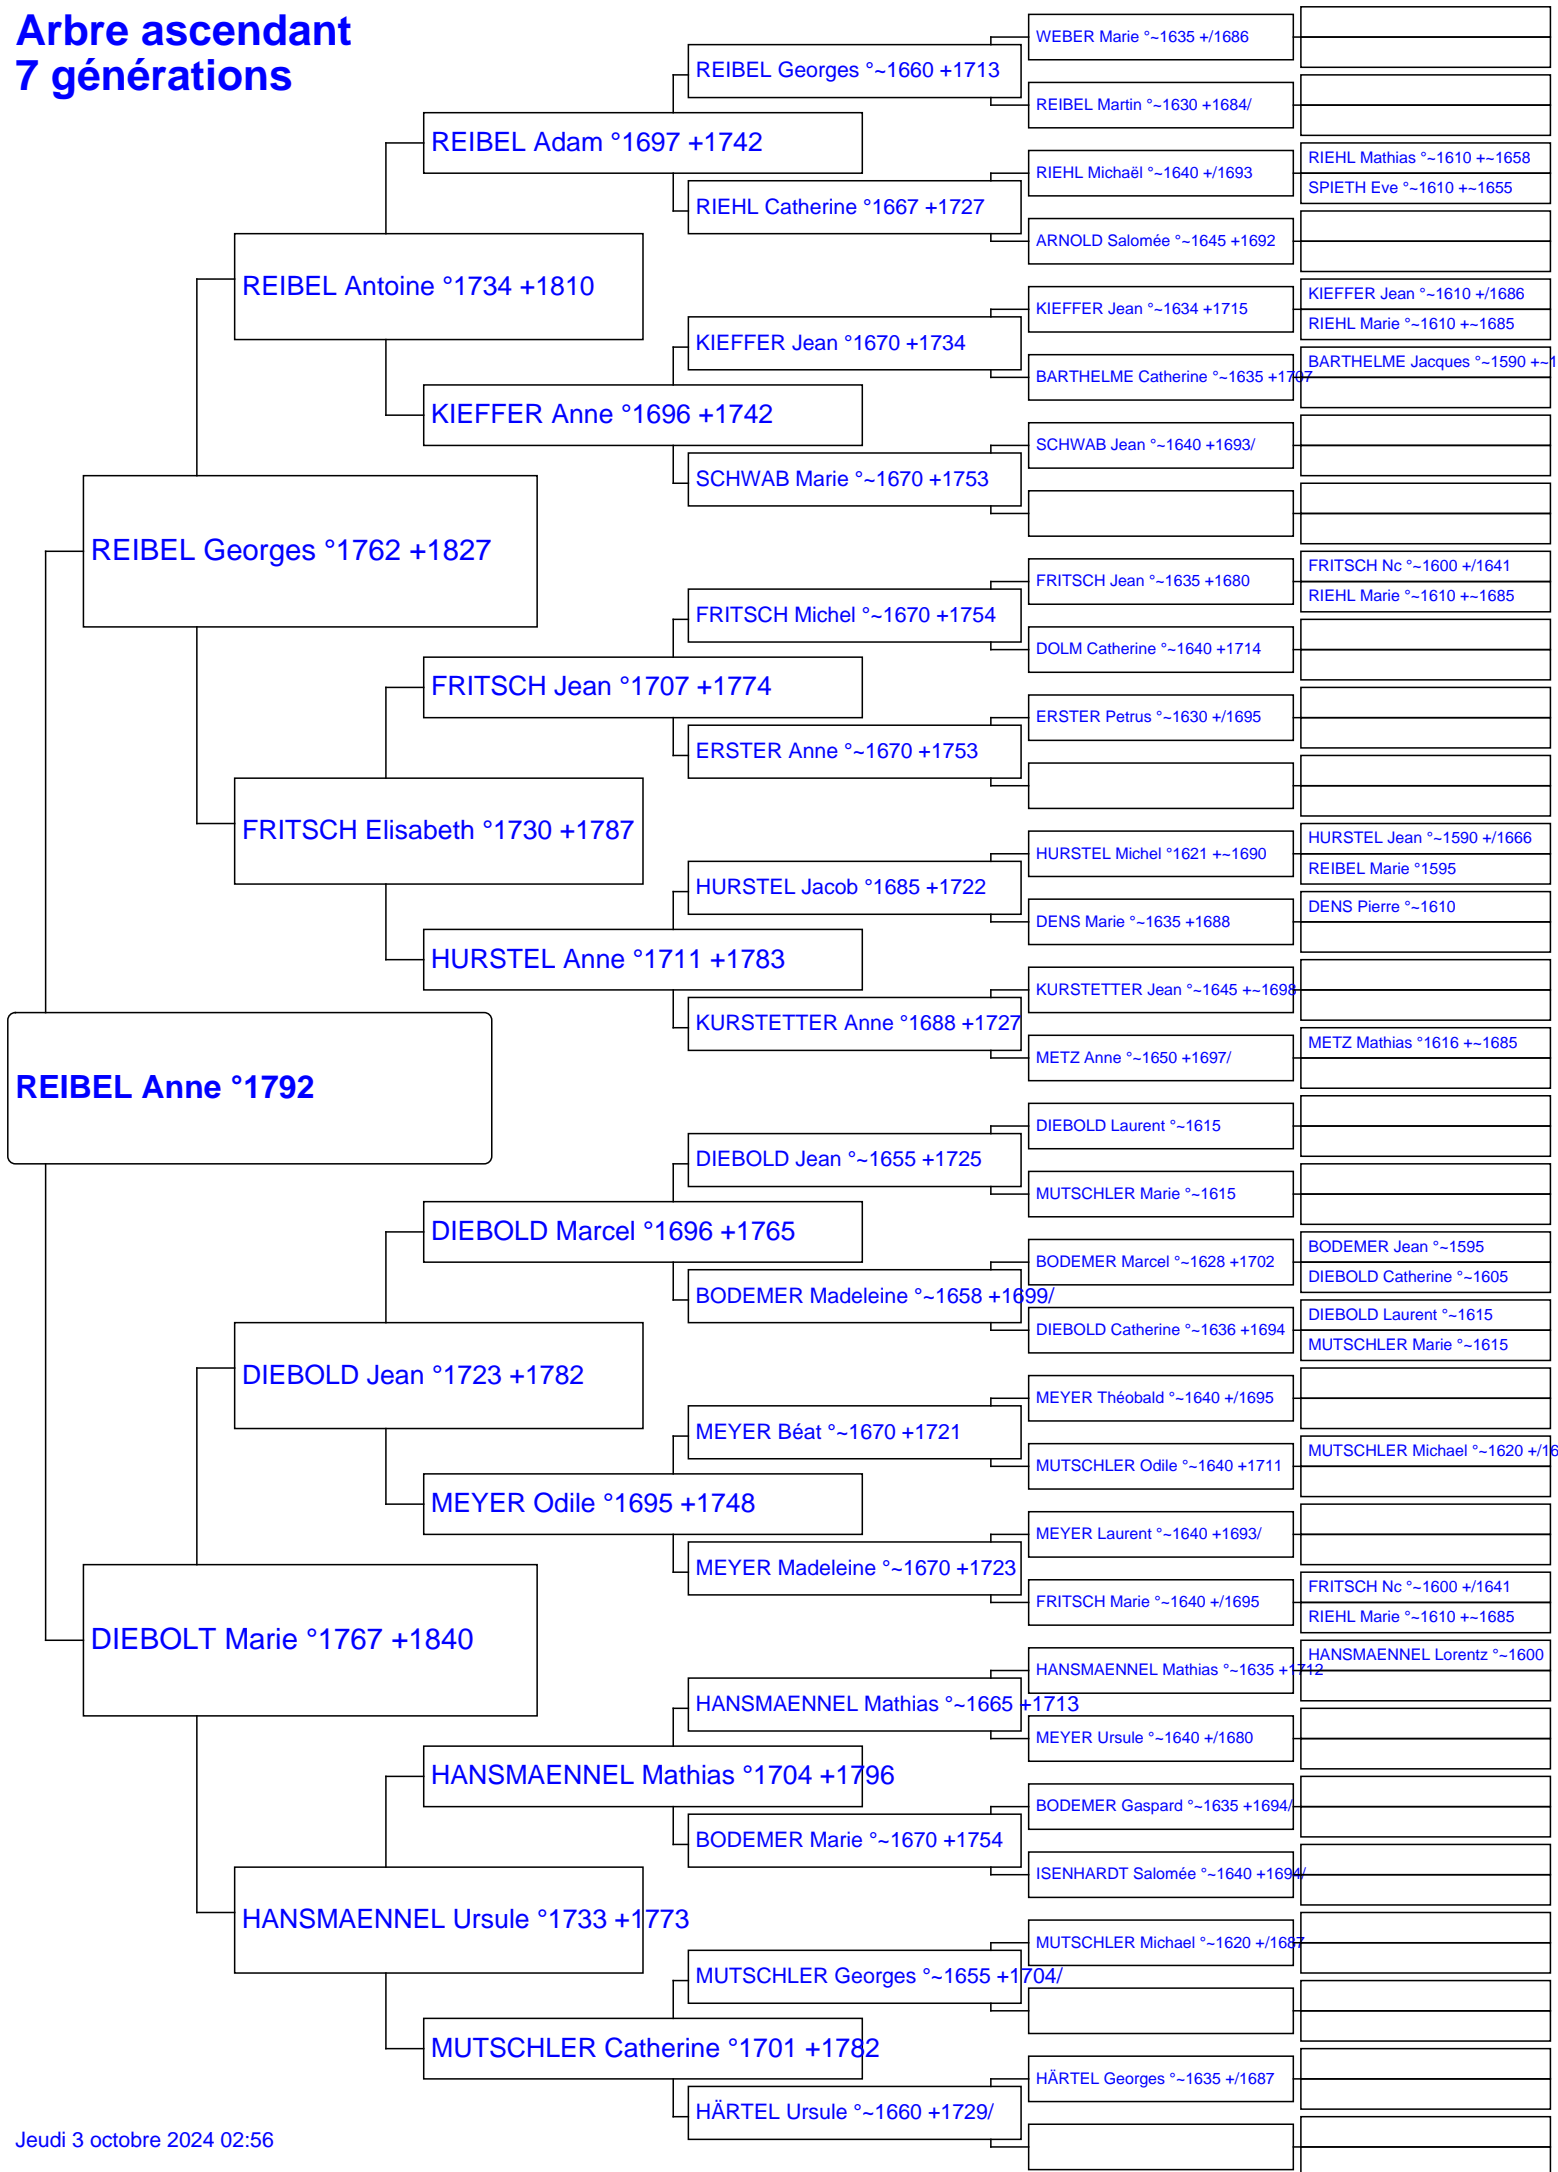 Arbre ascendant
7 générations
REIBEL Anne °1792
REIBEL Georges °1762 +1827
DIEBOLT Marie °1767 +1840
REIBEL Antoine °1734 +1810
FRITSCH Elisabeth °1730 +1787
DIEBOLD Jean °1723 +1782
HANSMAENNEL Ursule °1733 +1773
REIBEL Adam °1697 +1742
KIEFFER Anne °1696 +1742
FRITSCH Jean °1707 +1774
HURSTEL Anne °1711 +1783
DIEBOLD Marcel °1696 +1765
MEYER Odile °1695 +1748
HANSMAENNEL Mathias °1704 +1796
MUTSCHLER Catherine °1701 +1782
REIBEL Georges °~1660 +1713
RIEHL Catherine °1667 +1727
KIEFFER Jean °1670 +1734
SCHWAB Marie °~1670 +1753
FRITSCH Michel °~1670 +1754
ERSTER Anne °~1670 +1753
HURSTEL Jacob °1685 +1722
KURSTETTER Anne °1688 +1727
DIEBOLD Jean °~1655 +1725
BODEMER Madeleine °~1658 +1699/
MEYER Béat °~1670 +1721
MEYER Madeleine °~1670 +1723
HANSMAENNEL Mathias °~1665 +1713
BODEMER Marie °~1670 +1754
MUTSCHLER Georges °~1655 +1704/
HÄRTEL Ursule °~1660 +1729/
WEBER Marie °~1635 +/1686
REIBEL Martin °~1630 +1684/
RIEHL Michaël °~1640 +/1693
ARNOLD Salomée °~1645 +1692
KIEFFER Jean °~1634 +1715
BARTHELME Catherine °~1635 +1707
SCHWAB Jean °~1640 +1693/
FRITSCH Jean °~1635 +1680
DOLM Catherine °~1640 +1714
ERSTER Petrus °~1630 +/1695
HURSTEL Michel °1621 +~1690
DENS Marie °~1635 +1688
KURSTETTER Jean °~1645 +~1698
METZ Anne °~1650 +1697/
DIEBOLD Laurent °~1615
MUTSCHLER Marie °~1615
BODEMER Marcel °~1628 +1702
DIEBOLD Catherine °~1636 +1694
MEYER Théobald °~1640 +/1695
MUTSCHLER Odile °~1640 +1711
MEYER Laurent °~1640 +1693/
FRITSCH Marie °~1640 +/1695
HANSMAENNEL Mathias °~1635 +1712
MEYER Ursule °~1640 +/1680
BODEMER Gaspard °~1635 +1694/
ISENHARDT Salomée °~1640 +1694/
MUTSCHLER Michael °~1620 +/1687
HÄRTEL Georges °~1635 +/1687
RIEHL Mathias °~1610 +~1658
SPIETH Eve °~1610 +~1655
KIEFFER Jean °~1610 +/1686
RIEHL Marie °~1610 +~1685
BARTHELME Jacques °~1590 +~1
FRITSCH Nc °~1600 +/1641
RIEHL Marie °~1610 +~1685
HURSTEL Jean °~1590 +/1666
REIBEL Marie °1595
DENS Pierre °~1610
METZ Mathias °1616 +~1685
BODEMER Jean °~1595
DIEBOLD Catherine °~1605
DIEBOLD Laurent °~1615
MUTSCHLER Marie °~1615
MUTSCHLER Michael °~1620 +/16
FRITSCH Nc °~1600 +/1641
RIEHL Marie °~1610 +~1685
HANSMAENNEL Lorentz °~1600
Jeudi 3 octobre 2024 02:56